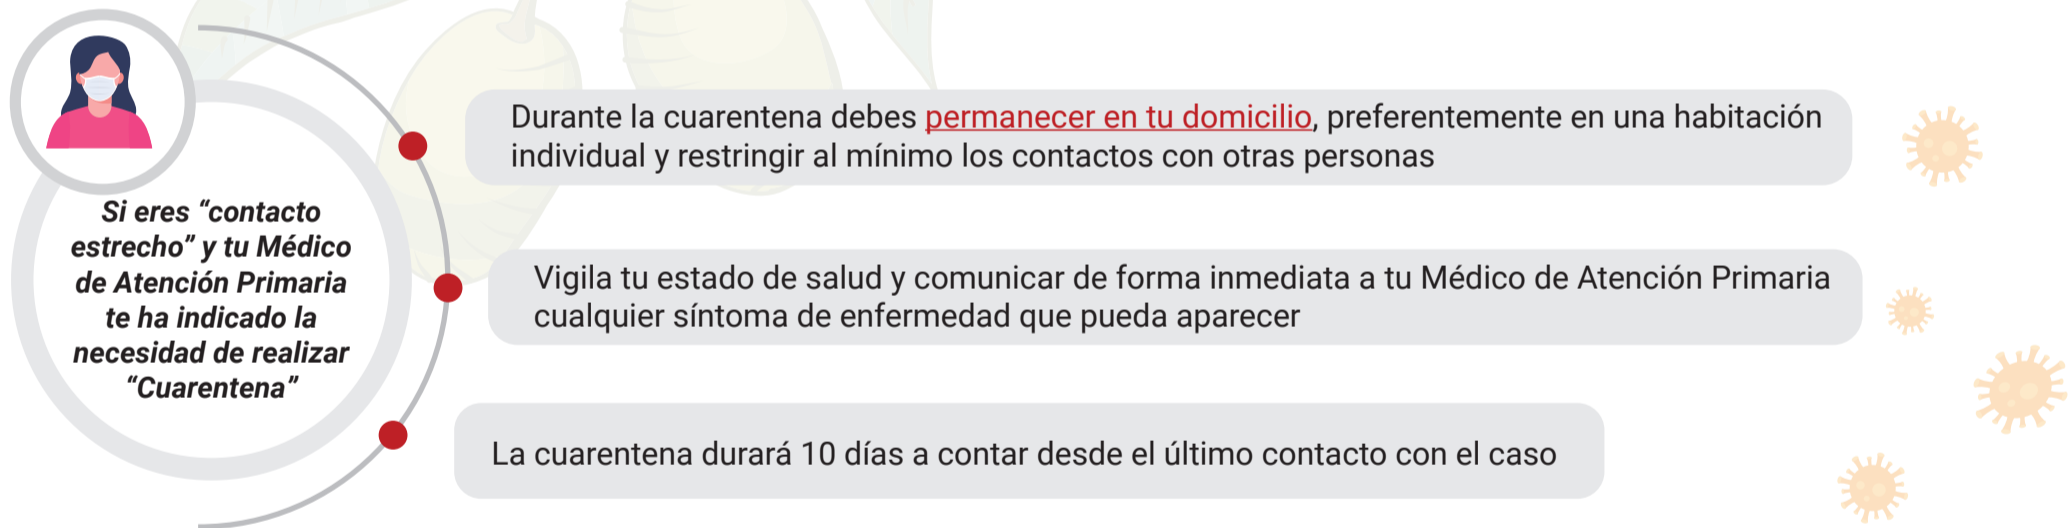 Si eres “contacto
estrecho” y tu Médico
de Atención Primaria
te ha indicado la
necesidad de realizar
“Cuarentena”
Durante la cuarentena debes permanecer en tu domicilio, preferentemente en una habitación
individual y restringir al mínimo los contactos con otras personas
Vigila tu estado de salud y comunicar de forma inmediata a tu Médico de Atención Primaria
cualquier síntoma de enfermedad que pueda aparecer
La cuarentena durará 10 días a contar desde el último contacto con el caso